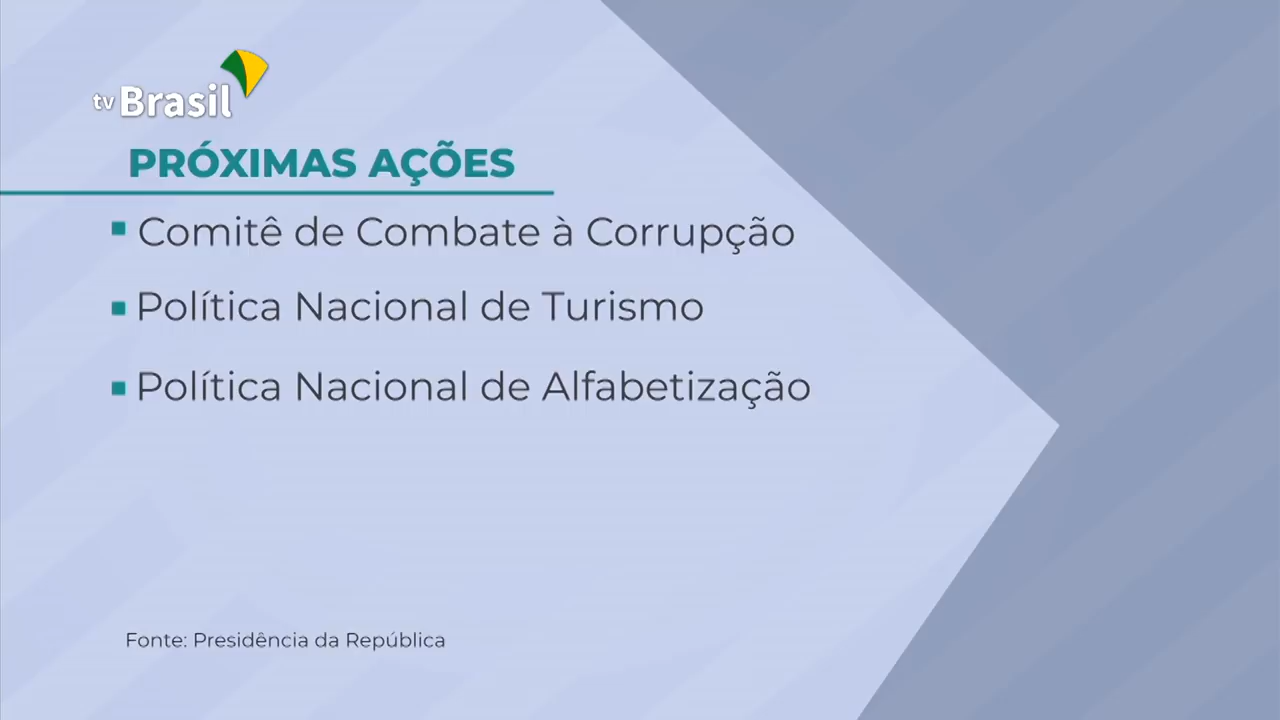 tv Brasil
PRÓXIMAS AÇÕES
Comitê de Combate à Corrupção
Política Nacional de Turismo
Política Nacional de Alfabetização
Fonte: Presidência da República